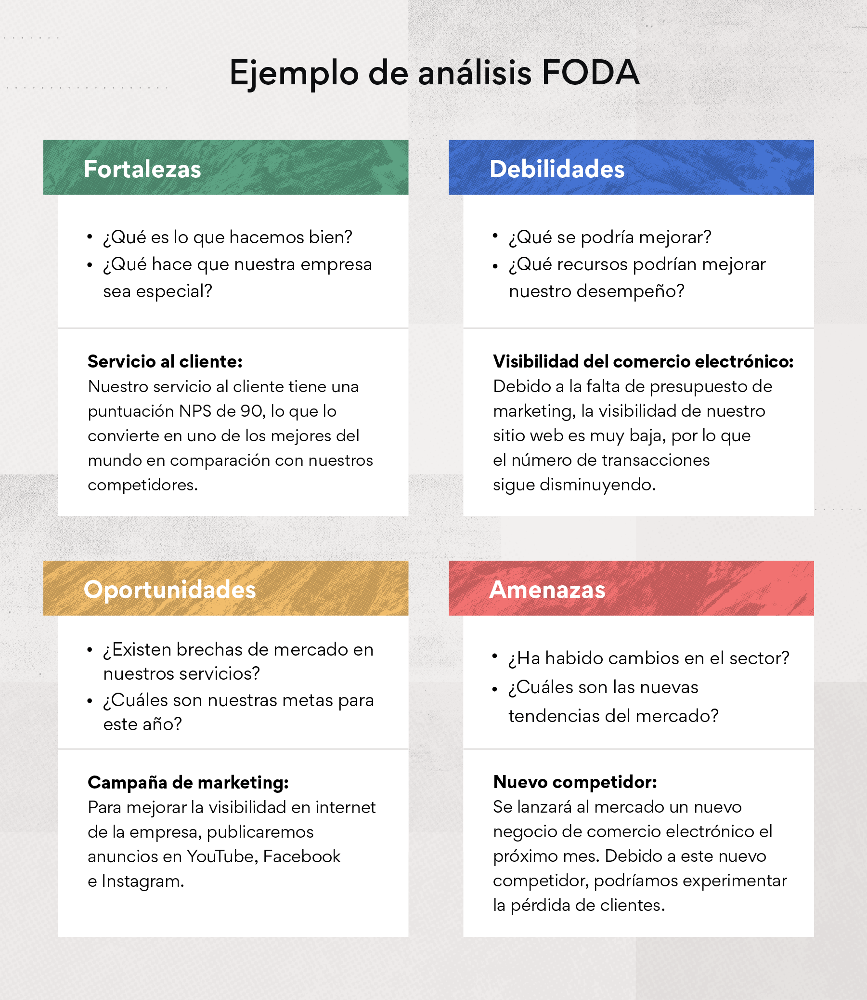 Ejemplo de análisis FODA
Fortalezas
• ¿Qué es lo que hacemos bien?
• ¿Qué hace que nuestra empresa
sea especial?
Servicio al cliente:
Nuestro servicio al cliente tiene una
puntuación NPS de 90, lo que lo
convierte en uno de los mejores del
mundo en comparación con nuestros
competidores.
Debilidades
• ¿Qué se podría mejorar?
• ¿Qué recursos podrían mejorar
nuestro desempeño?
Visibilidad del comercio electrónico:
Debido a la falta de presupuesto de
marketing, la visibilidad de nuestro
sitio web es muy baja, por lo que
el número de transacciones
sigue disminuyendo.
Oportunidades
• ¿Existen brechas de mercado en
nuestros servicios?
• ¿Cuáles son nuestras metas para
este año?
Campaña de marketing:
Para mejorar la visibilidad en internet
de la empresa, publicaremos
anuncios en YouTube, Facebook
e Instagram.
Amenazas
• ¿Ha habido cambios en el sector?
• ¿Cuáles son las nuevas
tendencias del mercado?
Nuevo competidor:
Se lanzará al mercado un nuevo
negocio de comercio electrónico el
próximo mes. Debido a este nuevo
competidor, podríamos experimentar
la pérdida de clientes.